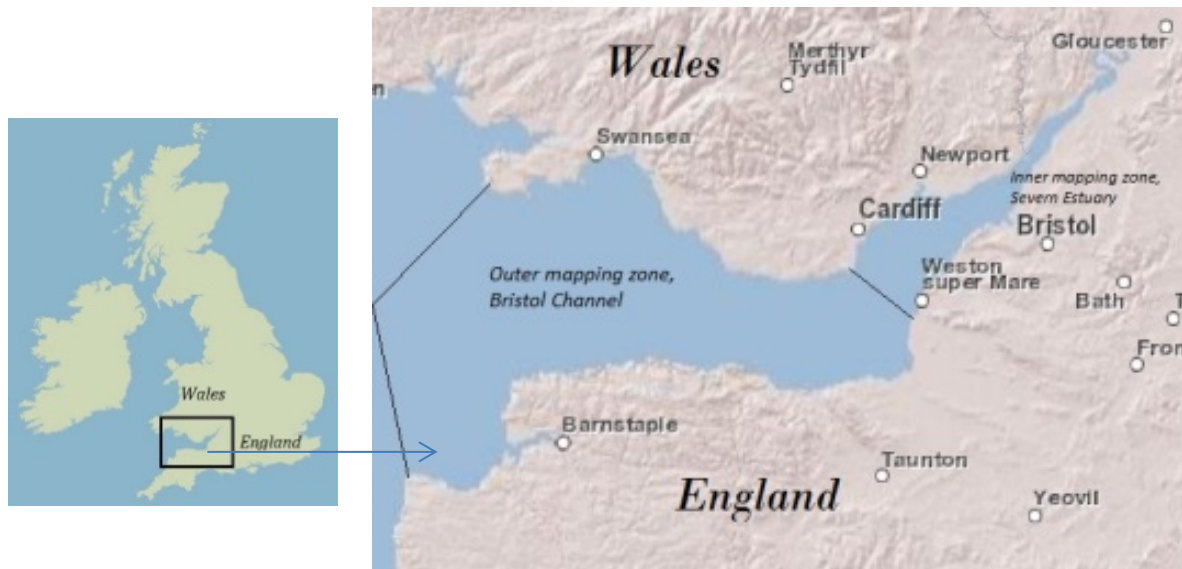 Wales
England
Wales
Merthyr
Tydfil
Gloucester
Swansea
Newport
Inner mapping zone,
Severn Estuary
Cardiff
Bristol
Outer mapping zone,
Bristol Channel
Weston
super Mare
Bath
Barnstaple
Taunton
England
Yeovil